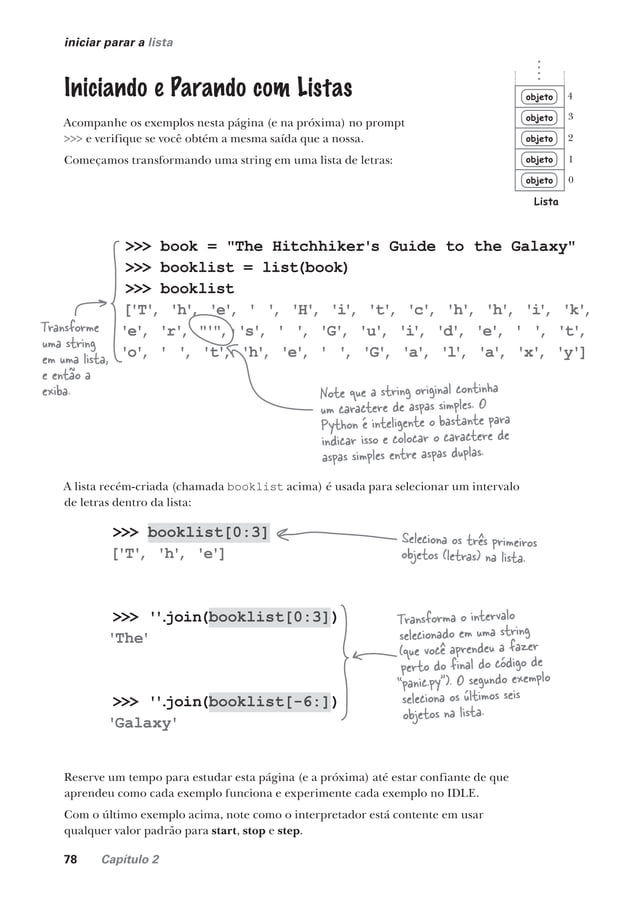 iniciar parar a lista
Iniciando e Parando com Listas
Acompanhe os exemplos nesta página (e na próxima) no prompt
>>> e verifique se você obtém a mesma saída que a nossa.
Começamos transformando uma string em uma lista de letras:
objeto 4
objeto 3
objeto 2
objeto 1
objeto 0
Lista
>>> book = "The Hitchhiker's Guide to the Galaxy"
>>> booklist = list(book)
>>> booklist
['T', 'h', 'e', ' ', 'H', 'i', 't', 'c', 'h', 'h', 'i', 'k',
'e', 'r', "'", 's', ' ', 'G', 'u', 'i', 'd', 'e', ' ', 't',
'o', ' ', 't', 'h', 'e', ' ', 'G', 'a', 'l', 'a', 'x', 'y']
Transforme
uma string
em uma lista,
e então a
exiba.
Note que a string original continha
um caractere de aspas simples. O
Python é inteligente o bastante para
indicar isso e colocar o caractere de
aspas simples entre aspas duplas.
A lista recém-criada (chamada booklist acima) é usada para selecionar um intervalo
de letras dentro da lista:
>>> booklist[0:3]
['T', 'h', 'e']
Seleciona os três primeiros
objetos (letras) na lista.
>>> ''.join(booklist[0:3])
'The'
>>> ''.join(booklist[-6:])
'Galaxy'
Transforma o intervalo
selecionado em uma string
(que você aprendeu a fazer
perto do final do código de
"panic.py"). O segundo exemplo
seleciona os últimos seis
objetos na lista.
Reserve um tempo para estudar esta página (e a próxima) até estar confiante de que
aprendeu como cada exemplo funciona e experimente cada exemplo no IDLE.
Com o último exemplo acima, note como o interpretador está contente em usar
qualquer valor padrão para start, stop e step.
78 Capítulo 2